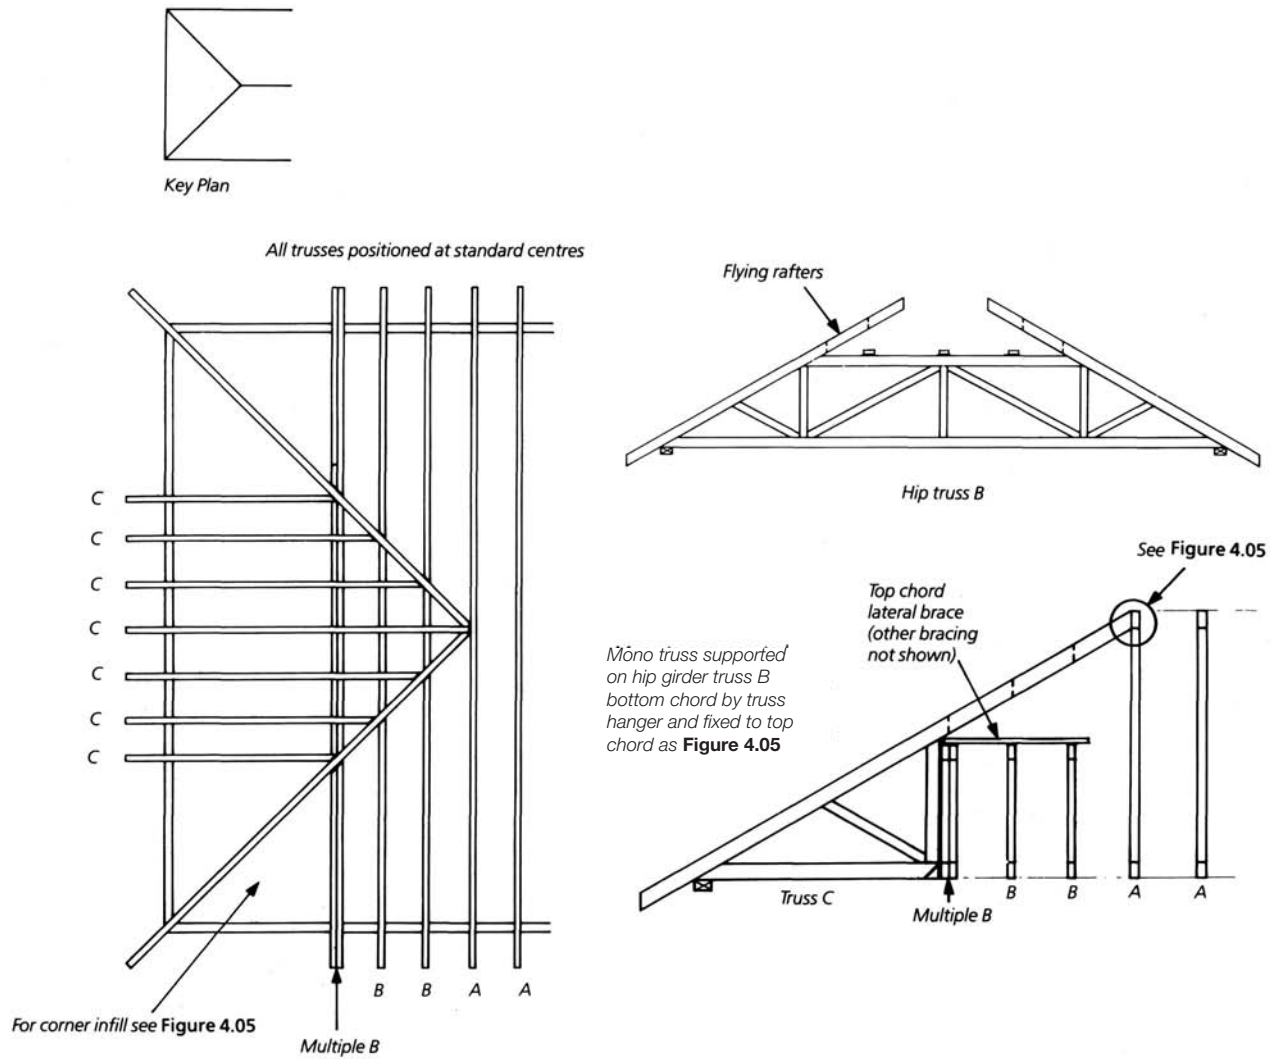 Key Plan
All trusses positioned at standard centres
C
C
C
C
C
C
C
For corner infill see Figure 4.05
Multiple B
B
B
A
A
Flying rafters
Hip truss B
See Figure 4.05
Top chord
lateral brace
(other bracing
not shown)
Mono truss supported
on hip girder truss B
bottom chord by truss
hanger and fixed to top
chord as Figure 4.05
Truss C
Multiple B
B
B
A
A